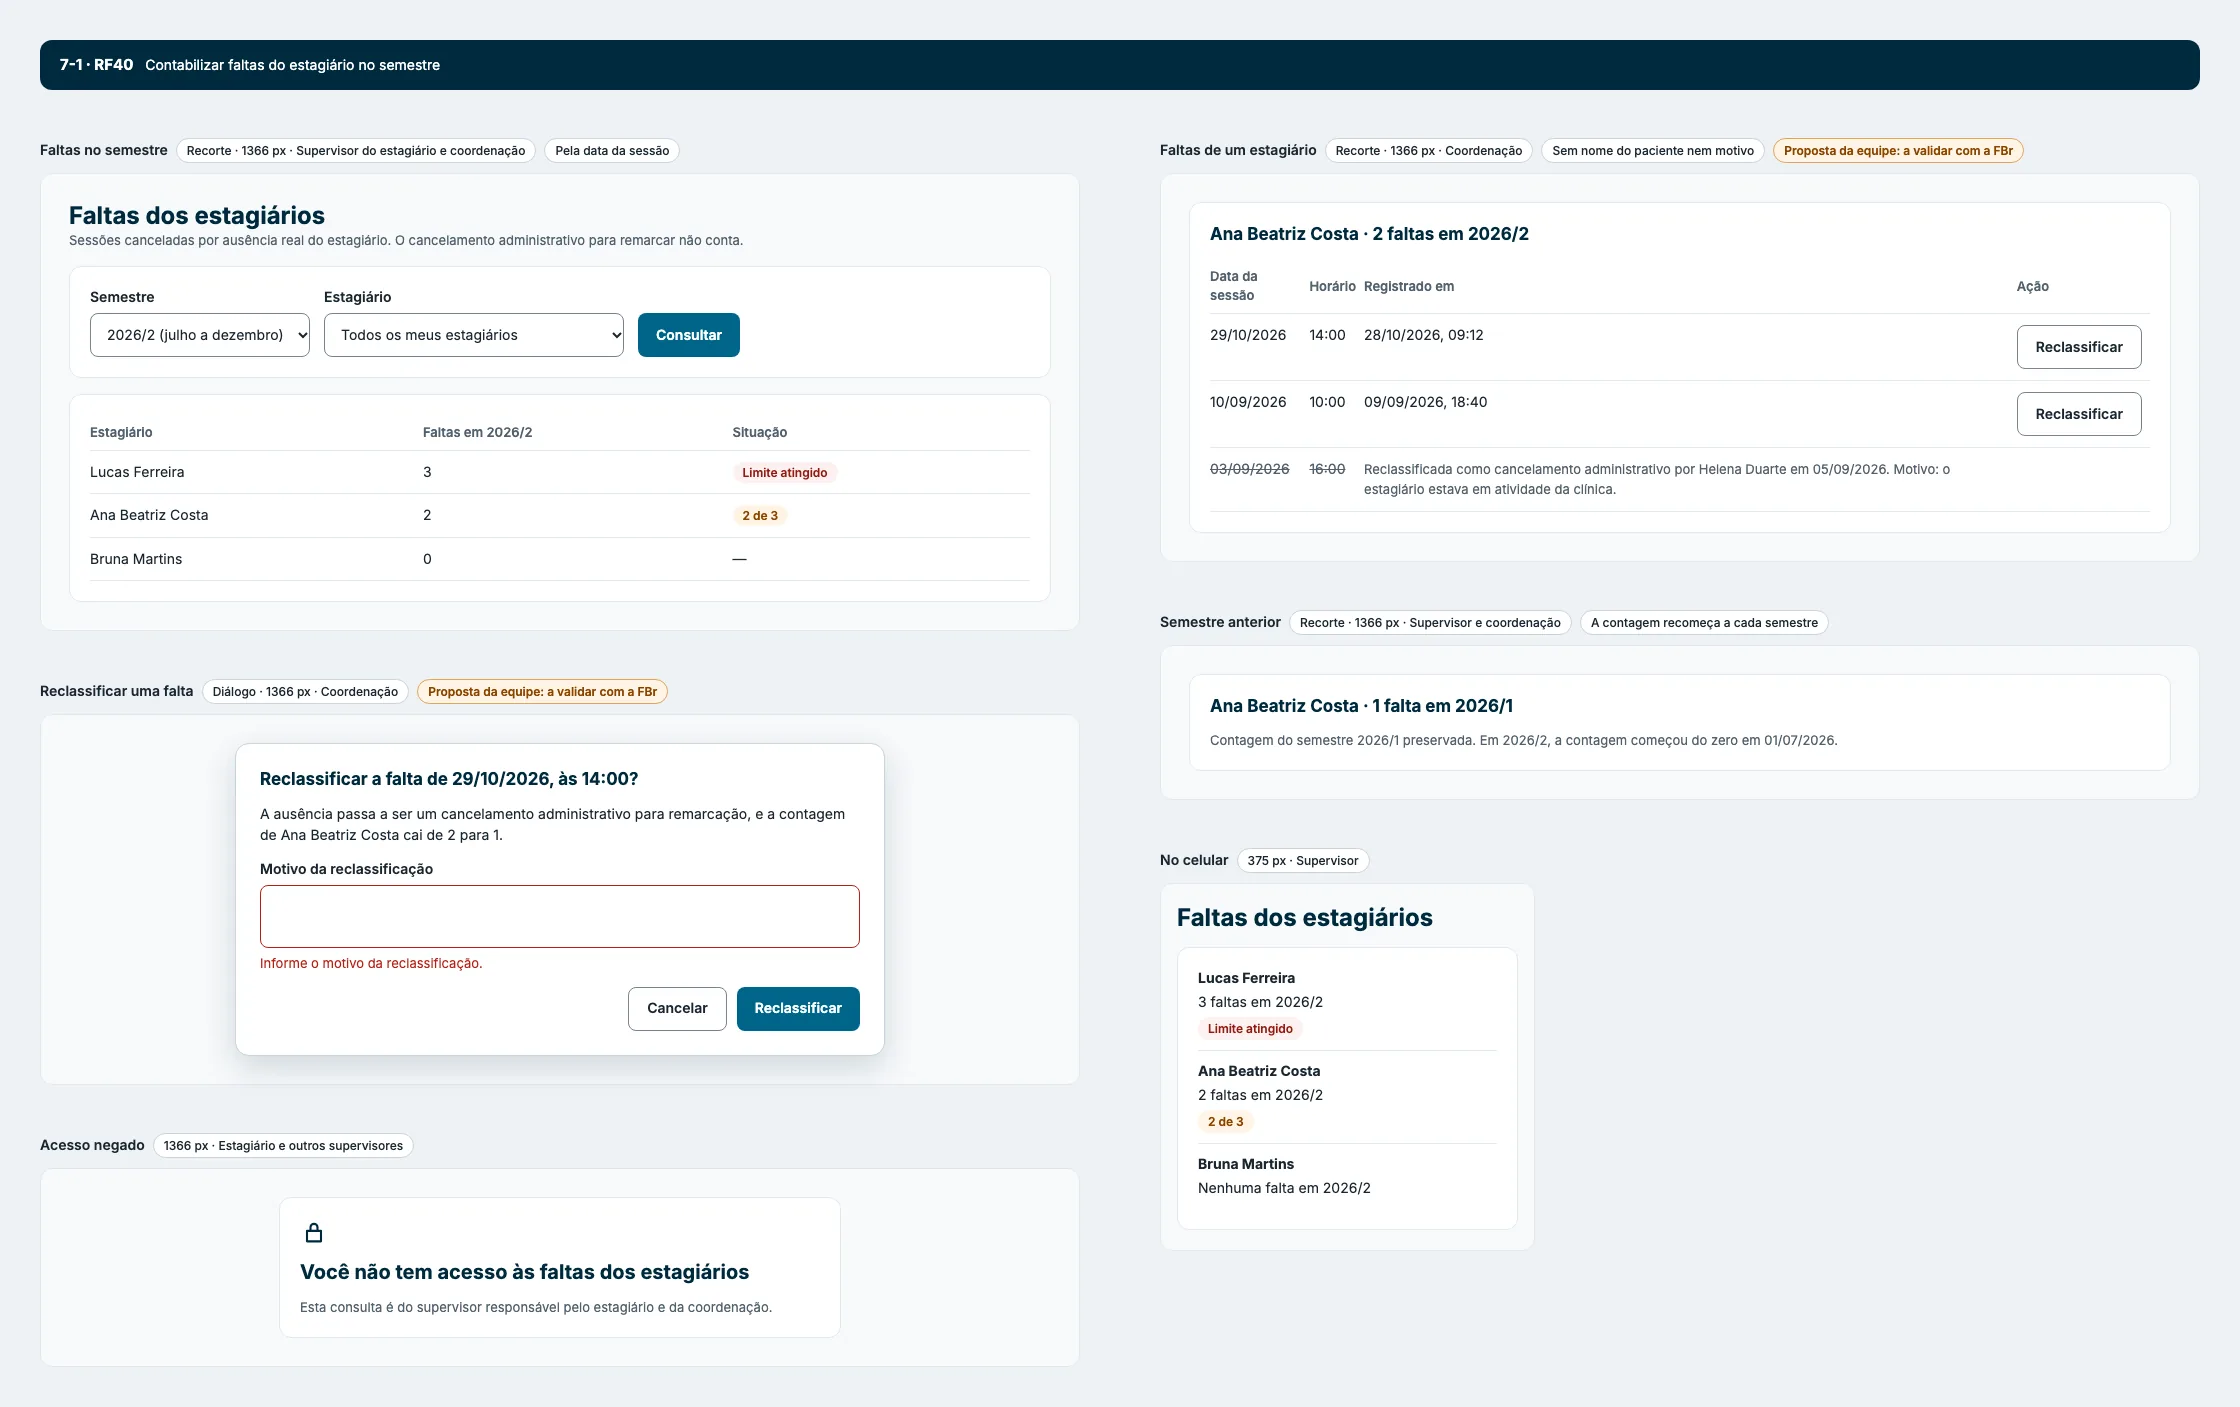 7-1 · RF40 Contabilizar faltas do estagiário no semestre
Faltas no semestre Recorte · 1366 px · Supervisor do estagiário e coordenação Pela data da sessão
Faltas dos estagiários
Sessões canceladas por ausência real do estagiário. O cancelamento administrativo para remarcar não conta.
Semestre Estagiário
2026/2 (julho a dezembro) Todos os meus estagiários Consultar
Estagiário Faltas em 2026/2 Situação
Lucas Ferreira 3 Limite atingido
Ana Beatriz Costa 2 2 de 3
Bruna Martins 0 —
Reclassificar uma falta Diálogo · 1366 px · Coordenação Proposta da equipe: a validar com a FBr
Reclassificar a falta de 29/10/2026, às 14:00?
A ausência passa a ser um cancelamento administrativo para remarcação, e a contagem
de Ana Beatriz Costa cai de 2 para 1.
Motivo da reclassificação
Informe o motivo da reclassificação.
Cancelar Reclassificar
Acesso negado 1366 px · Estagiário e outros supervisores
Você não tem acesso às faltas dos estagiários
Esta consulta é do supervisor responsável pelo estagiário e da coordenação.
Faltas de um estagiário Recorte · 1366 px · Coordenação Sem nome do paciente nem motivo Proposta da equipe: a validar com a FBr
Ana Beatriz Costa · 2 faltas em 2026/2
Data da
sessão Horário Registrado em Ação
29/10/2026 14:00 28/10/2026, 09:12 Reclassificar
10/09/2026 10:00 09/09/2026, 18:40 Reclassificar
03/09/2026 16:00 Reclassificada como cancelamento administrativo por Helena Duarte em 05/09/2026. Motivo: o
estagiário estava em atividade da clínica.
Semestre anterior Recorte · 1366 px · Supervisor e coordenação A contagem recomeça a cada semestre
Ana Beatriz Costa · 1 falta em 2026/1
Contagem do semestre 2026/1 preservada. Em 2026/2, a contagem começou do zero em 01/07/2026.
No celular 375 px · Supervisor
Faltas dos estagiários
Lucas Ferreira
3 faltas em 2026/2
Limite atingido
Ana Beatriz Costa
2 faltas em 2026/2
2 de 3
Bruna Martins
Nenhuma falta em 2026/2